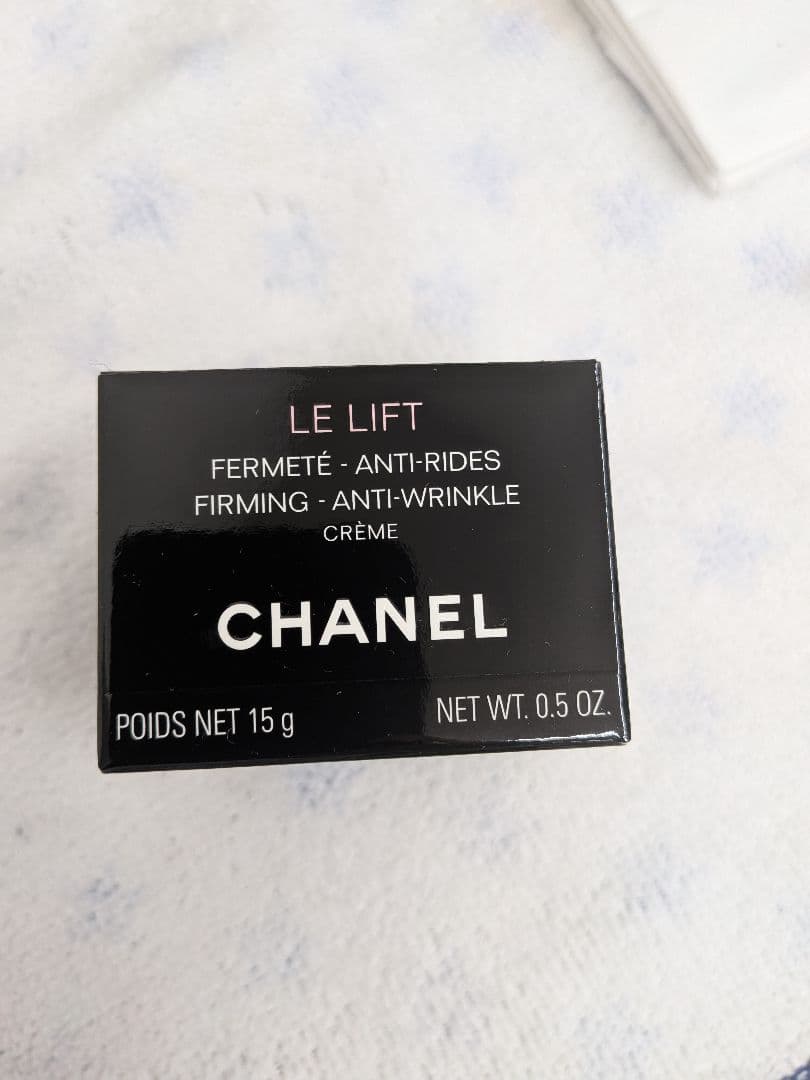 LE LIFT
FERMETÉ - ANTI-RIDES
FIRMING - ANTI-WRINKLE
CRÈME
CHANEL
POIDS NET 15 g
NET WT. 0.5 OZ.